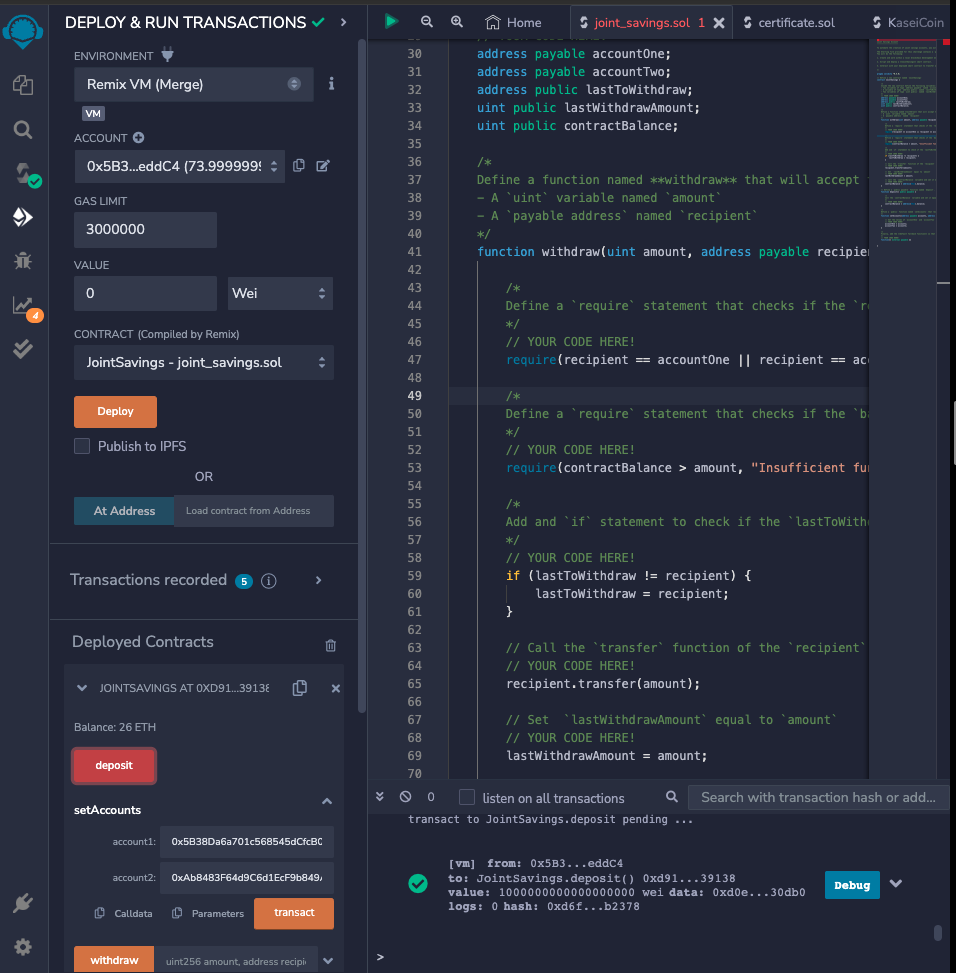 DEPLOY & RUN TRANSACTIONS
ENVIRONMENT
Remix VM (Merge)
VM
ACCOUNT
0x5B3...eddC4 (73.9999999
GAS LIMIT
3000000
VALUE
0
Wei
CONTRACT (Compiled by Remix)
JointSavings - joint_savings.sol
Deploy
Publish to IPFS
OR
At Address
Load contract from Address
Transactions recorded 5
Deployed Contracts
JOINTSAVINGS AT 0XD91...39138
Balance: 26 ETH
deposit
setAccounts
account1: 0x5B38Da6a701c568545dCfcB0
account2: 0xAb8483F64d9C6d1EcF9b849A
Calldata
Parameters
transact
withdraw
uint256 amount, address recipi
4
Home
joint_savings.sol 1
certificate.sol
KaseiCoin
30 address payable accountOne;
31 address payable accountTwo;
32 address public lastToWithdraw;
33 uint public lastWithdrawAmount;
34 uint public contractBalance;
35
36 /*
37 Define a function named **withdraw** that will accept
38 - A `uint` variable named `amount`
39 - A `payable address` named `recipient`
40 */
41 function withdraw(uint amount, address payable recipie
42
43 /*
44 Define a `require` statement that checks if the `r
45 */
46 // YOUR CODE HERE!
47 require(recipient == accountOne || recipient == acc
48
49 /*
50 Define a `require` statement that checks if the `ba
51 */
52 // YOUR CODE HERE!
53 require(contractBalance > amount, "Insufficient fu
54
55 /*
56 Add and `if` statement to check if the `lastToWith
57 */
58 // YOUR CODE HERE!
59 if (lastToWithdraw != recipient) {
60 lastToWithdraw = recipient;
61 }
62
63 // Call the `transfer` function of the `recipient`
64 // YOUR CODE HERE!
65 recipient.transfer(amount);
66
67 // Set  `lastWithdrawAmount` equal to `amount`
68 // YOUR CODE HERE!
69 lastWithdrawAmount = amount;
70
0
listen on all transactions
Search with transaction hash or add...
transact to JointSavings.deposit pending ...
[vm] from: 0x5B3...eddC4
to: JointSavings.deposit() 0xd91...39138
value: 1000000000000000000 wei data: 0xd0e...30db0
logs: 0 hash: 0xd6f...b2378
Debug
>